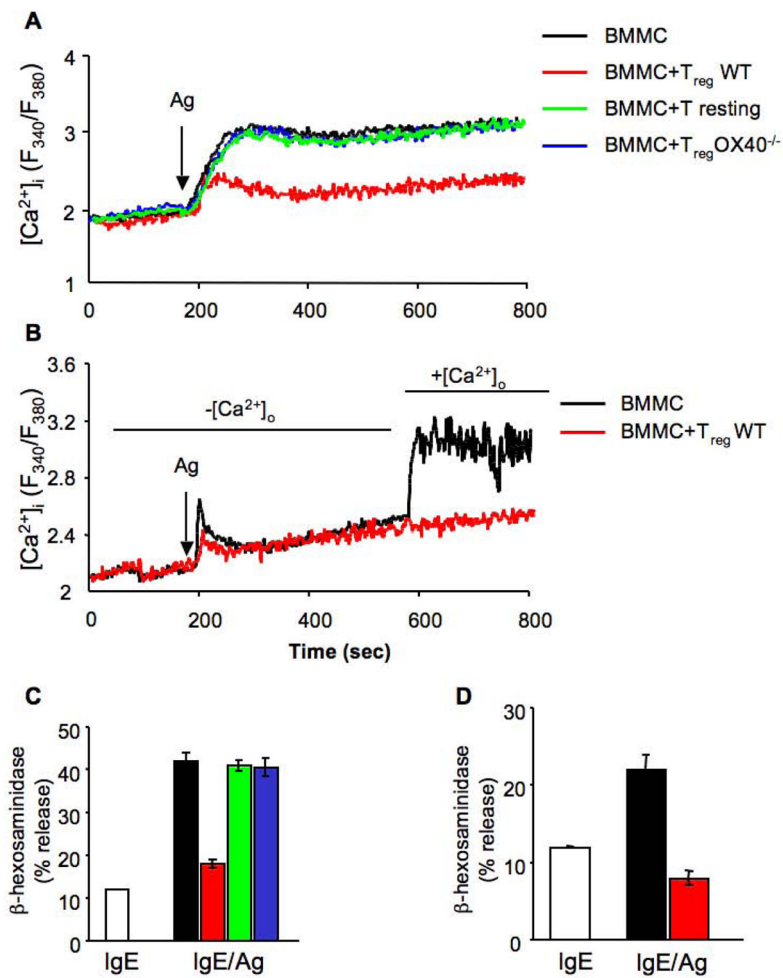 A
BMMC
BMMC+Treg WT
BMMC+T resting
BMMC+TregOX40-/-
[Ca2+]i (F340/F380)
4
3
2
1
Ag
0
200
400
600
800
B
[Ca2+]i (F340/F380)
3.6
3.2
2.8
2.4
2
-[Ca2+]o
+[Ca2+]o
Ag
BMMC
BMMC+Treg WT
0
200
400
600
800
Time (sec)
C
β-hexosaminidase
(% release)
50
40
30
20
10
0
IgE
IgE/Ag
D
β-hexosaminidase
(% release)
30
20
10
0
IgE
IgE/Ag